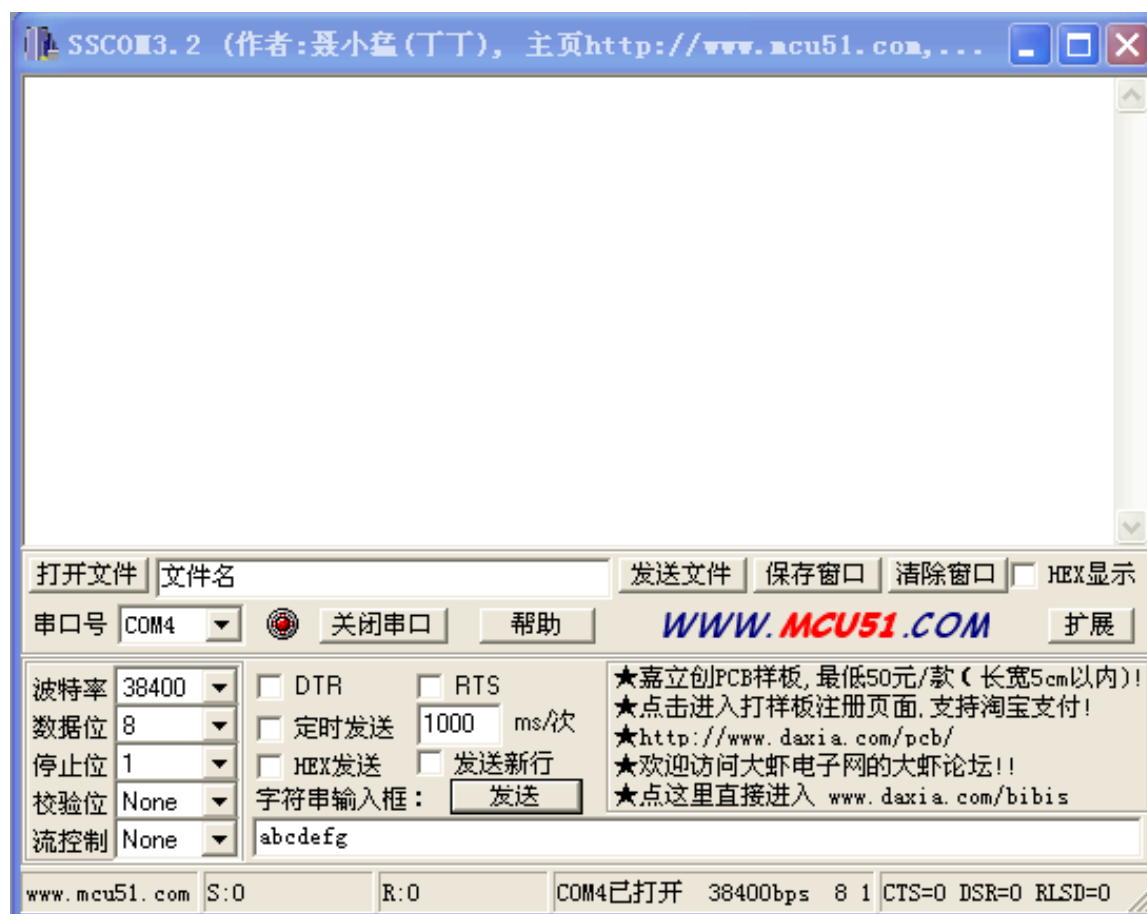 SSCOM3.2 (作者:聂小猛(丁丁), 主页http://www.mcu51.com,...
打开文件 文件名 发送文件 保存窗口 清除窗口 HEX显示
串口号 COM4 关闭串口 帮助 WWW.MCU51.COM 扩展
波特率 38400 DTR RTS ★嘉立创PCB样板,最低50元/款(长宽5cm以内)!
数据位 8 定时发送 1000 ms/次 ★点击进入打样板注册页面,支持淘宝支付!
★http://www.daxia.com/pcb/
停止位 1 HEX发送 发送新行 ★欢迎访问大虾电子网的大虾论坛!!
校验位 None 字符串输入框: 发送 ★点这里直接进入 www.daxia.com/bibis
流控制 None abcdefg
www.mcu51.com S:0 R:0 COM4已打开 38400bps 8 1 CTS=0 DSR=0 RLSD=0